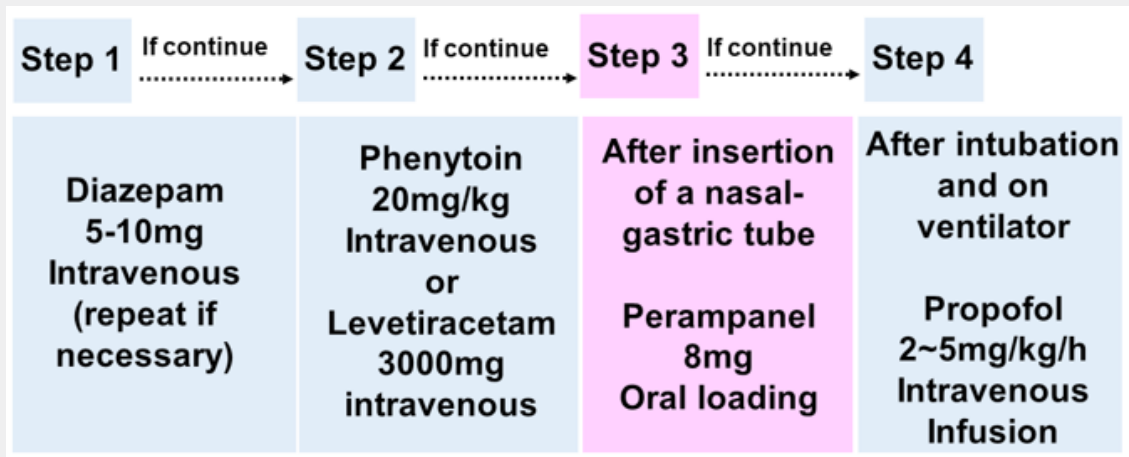 Step 1
If continue
Step 2
If continue
Step 3
If continue
Step 4
Diazepam
5-10mg
Intravenous
(repeat if
necessary)
Phenytoin
20mg/kg
Intravenous
or
Levetiracetam
3000mg
intravenous
After insertion
of a nasal-
gastric tube
Perampanel
8mg
Oral loading
After intubation
and on
ventilator
Propofol
2~5mg/kg/h
Intravenous
Infusion